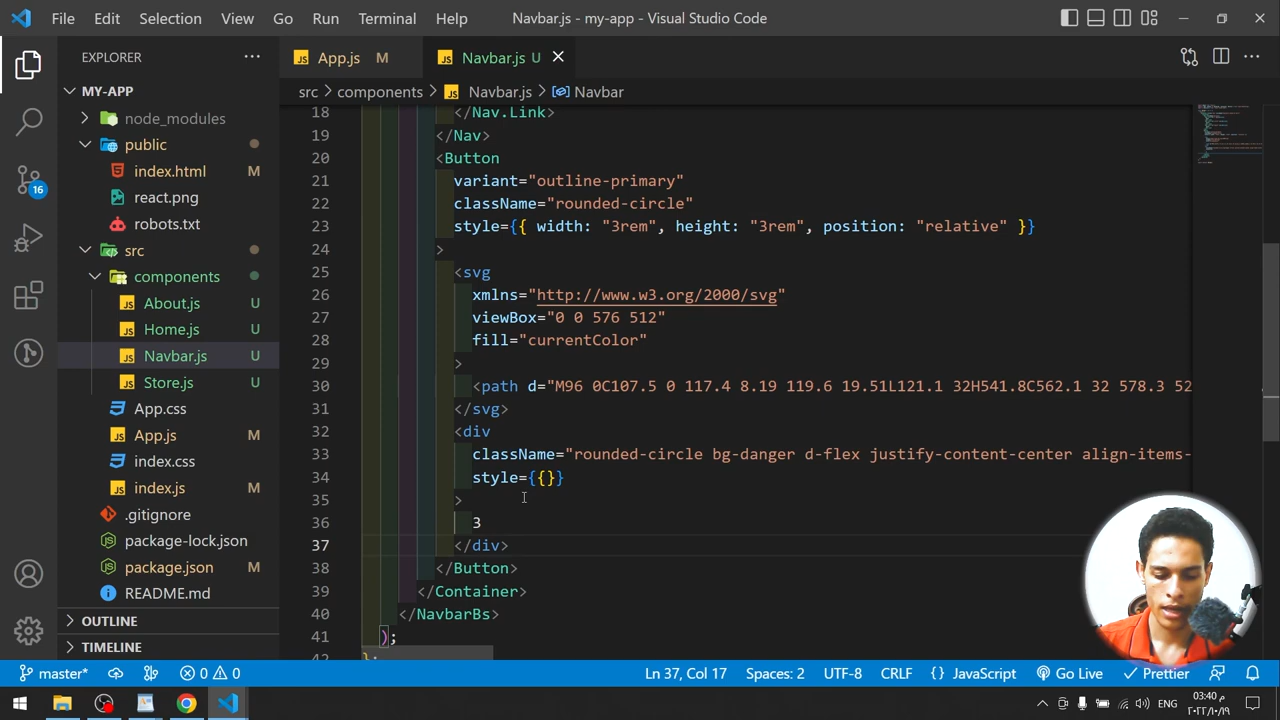 File Edit Selection View Go Run Terminal Help
Navbar.js - my-app - Visual Studio Code
EXPLORER
MY-APP
node_modules
public
index.html M
react.png
robots.txt
src
components
About.js U
Home.js U
Navbar.js U
Store.js U
App.css
App.js M
index.css
index.js M
.gitignore
package-lock.json
package.json M
README.md
OUTLINE
TIMELINE
16
App.js M
Navbar.js U
src > components > Navbar.js > Navbar
18 </Nav.Link>
19 </Nav>
20 <Button
21 variant="outline-primary"
22 className="rounded-circle"
23 style={{ width: "3rem", height: "3rem", position: "relative" }}
24 >
25 <svg
26 xmlns="http://www.w3.org/2000/svg"
27 viewBox="0 0 576 512"
28 fill="currentColor"
29 >
30 <path d="M96 0C107.5 0 117.4 8.19 119.6 19.51L121.1 32H541.8C562.1 32 578.3 52
31 </svg>
32 <div
33 className="rounded-circle bg-danger d-flex justify-content-center align-items-
34 style={{}}
35 >
36 3
37 </div>
38 </Button>
39 </Container>
40 </NavbarBs>
41 );
42 };
master* 0 0 Ln 37, Col 17 Spaces: 2 UTF-8 CRLF {} JavaScript Go Live Prettier
ENG
03:40 م